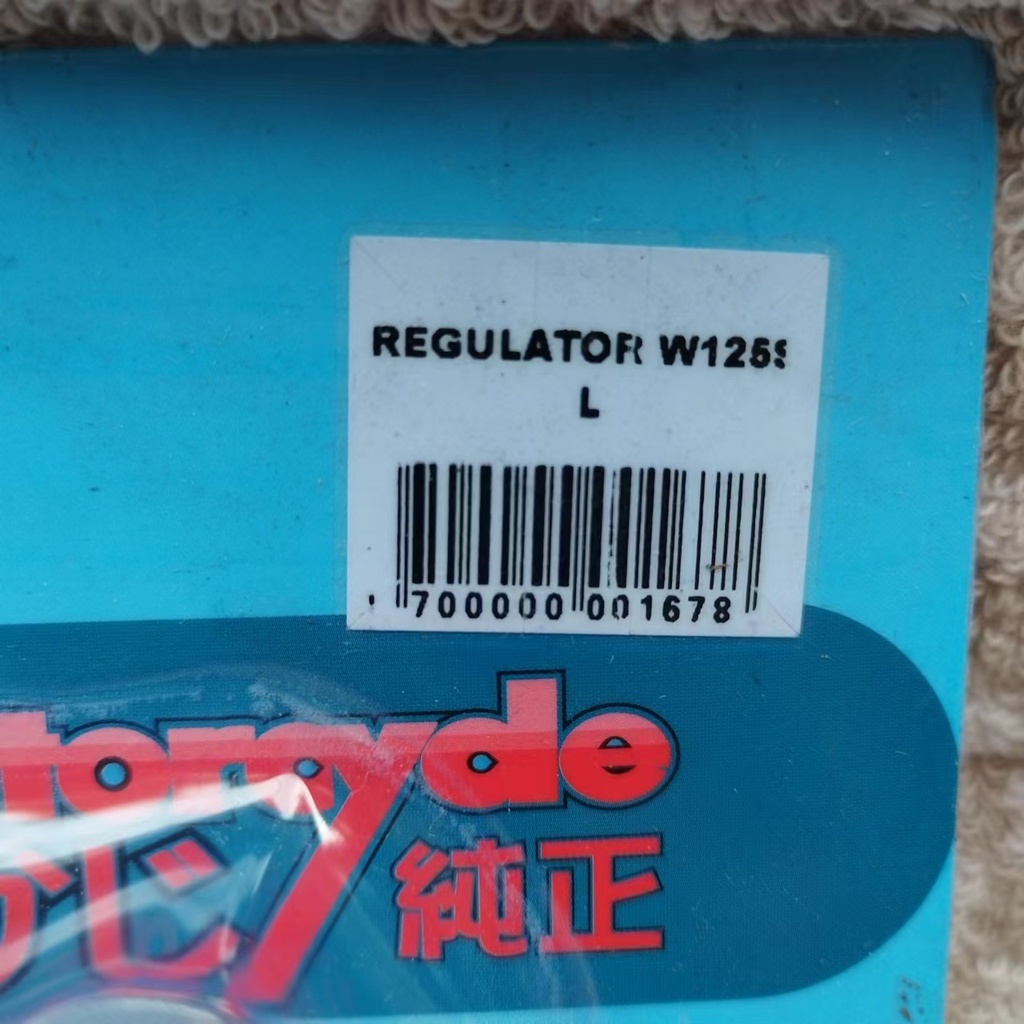 REGULATOR W125S
L
700000 001678
純正